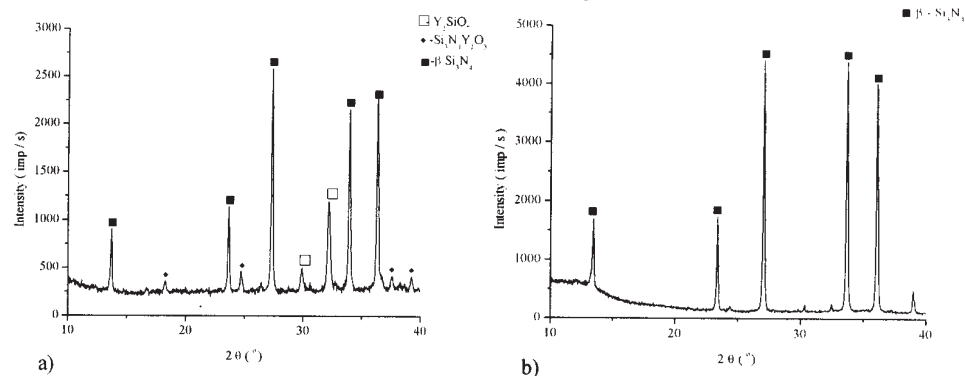 3000
2500
2000
1500
1000
500
0
10
20
30
40
Intensity ( imp / s )
2 θ ( º )
a)
Y2SiO
-Si3N4Y2O3
-β Si3N4
5000
4000
3000
2000
1000
0
10
20
30
40
Intensity ( imp / s )
2 θ ( º )
b)
β - Si3N4